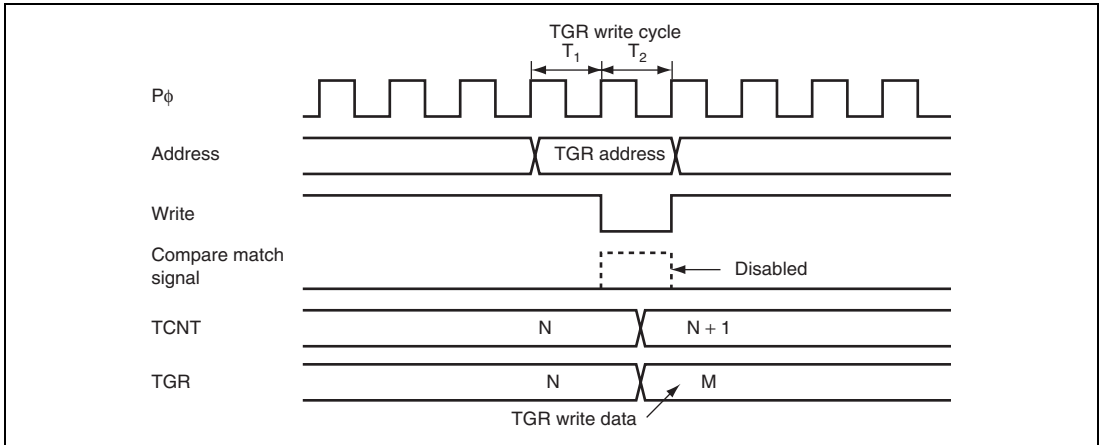 TGR write cycle
T1 T2
Pφ
Address TGR address
Write
Compare match
signal
Disabled
TCNT N N + 1
TGR N M
TGR write data